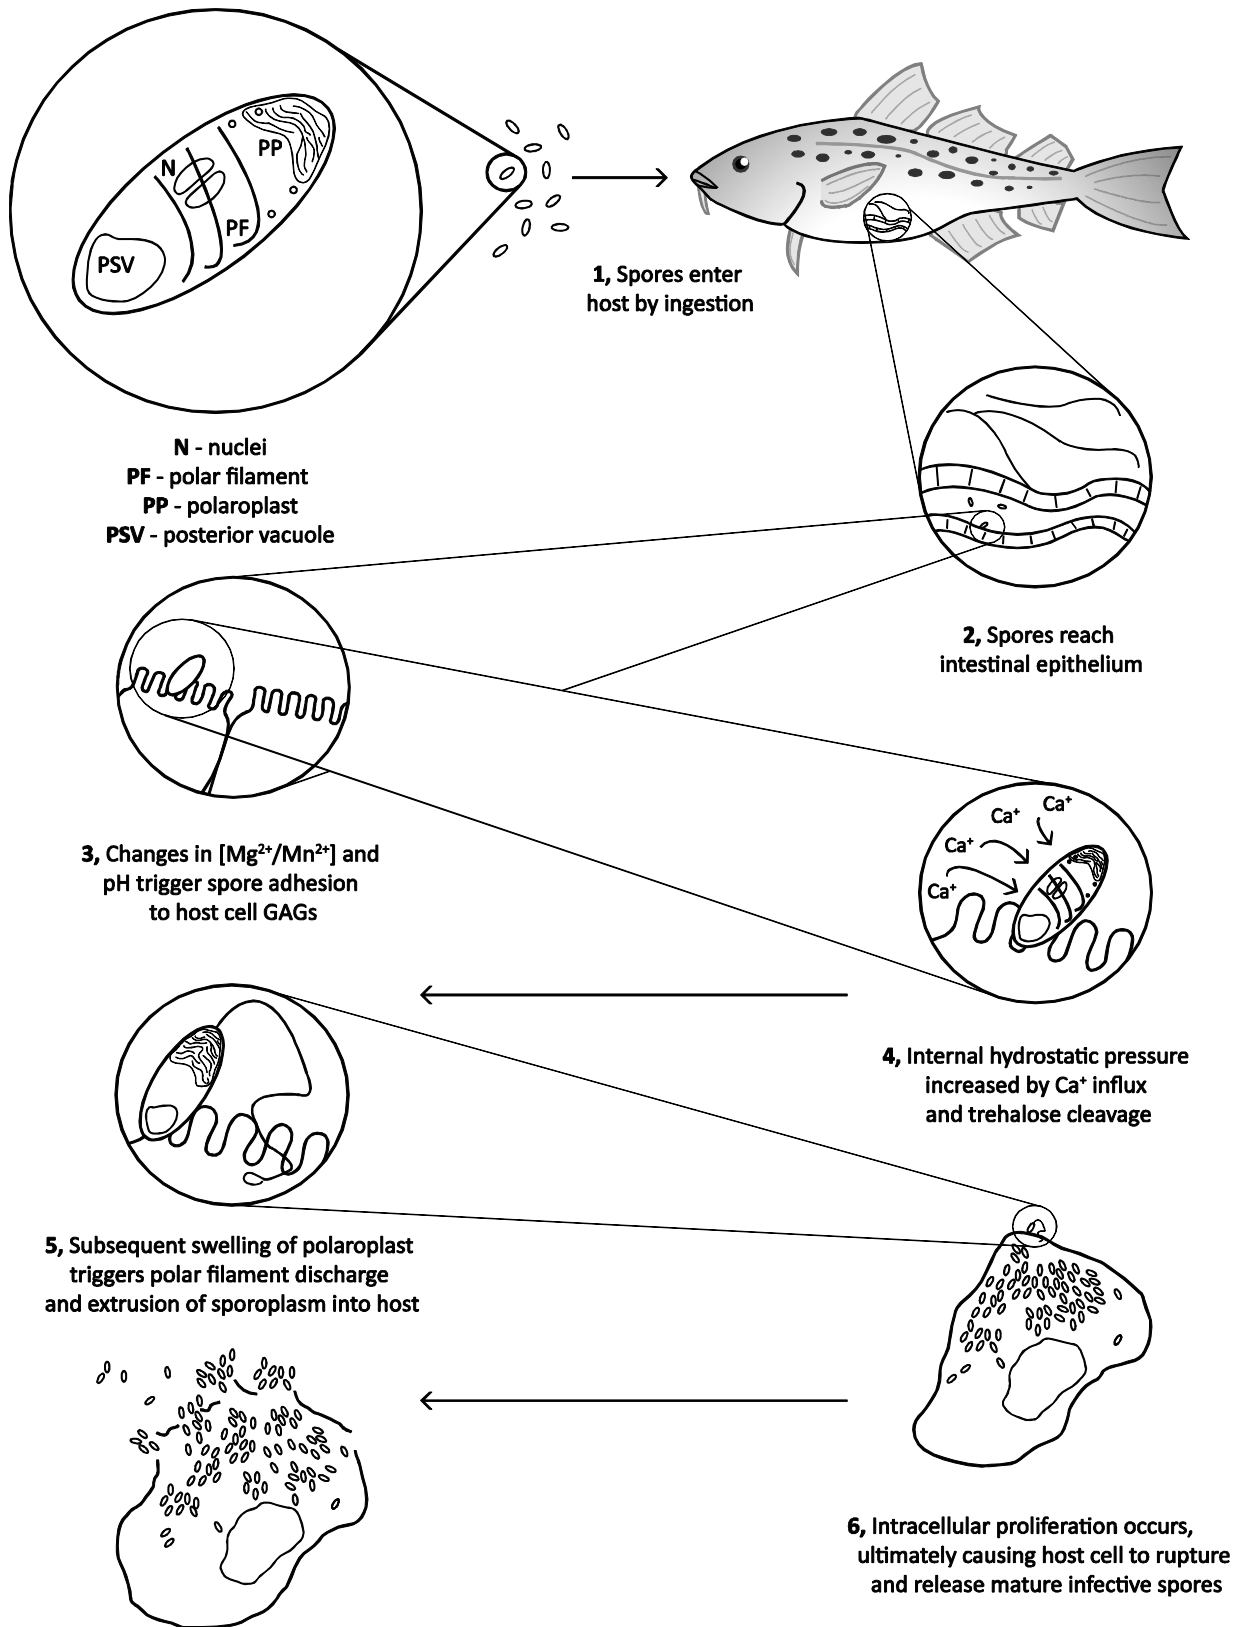 N
PP
PF
PSV
1, Spores enter
host by ingestion
N - nuclei
PF - polar filament
PP - polaroplast
PSV - posterior vacuole
2, Spores reach
intestinal epithelium
3, Changes in [Mg²⁺/Mn²⁺] and
pH trigger spore adhesion
to host cell GAGs
Ca⁺
Ca⁺
Ca⁺
Ca⁺
4, Internal hydrostatic pressure
increased by Ca⁺ influx
and trehalose cleavage
5, Subsequent swelling of polaroplast
triggers polar filament discharge
and extrusion of sporoplasm into host
6, Intracellular proliferation occurs,
ultimately causing host cell to rupture
and release mature infective spores